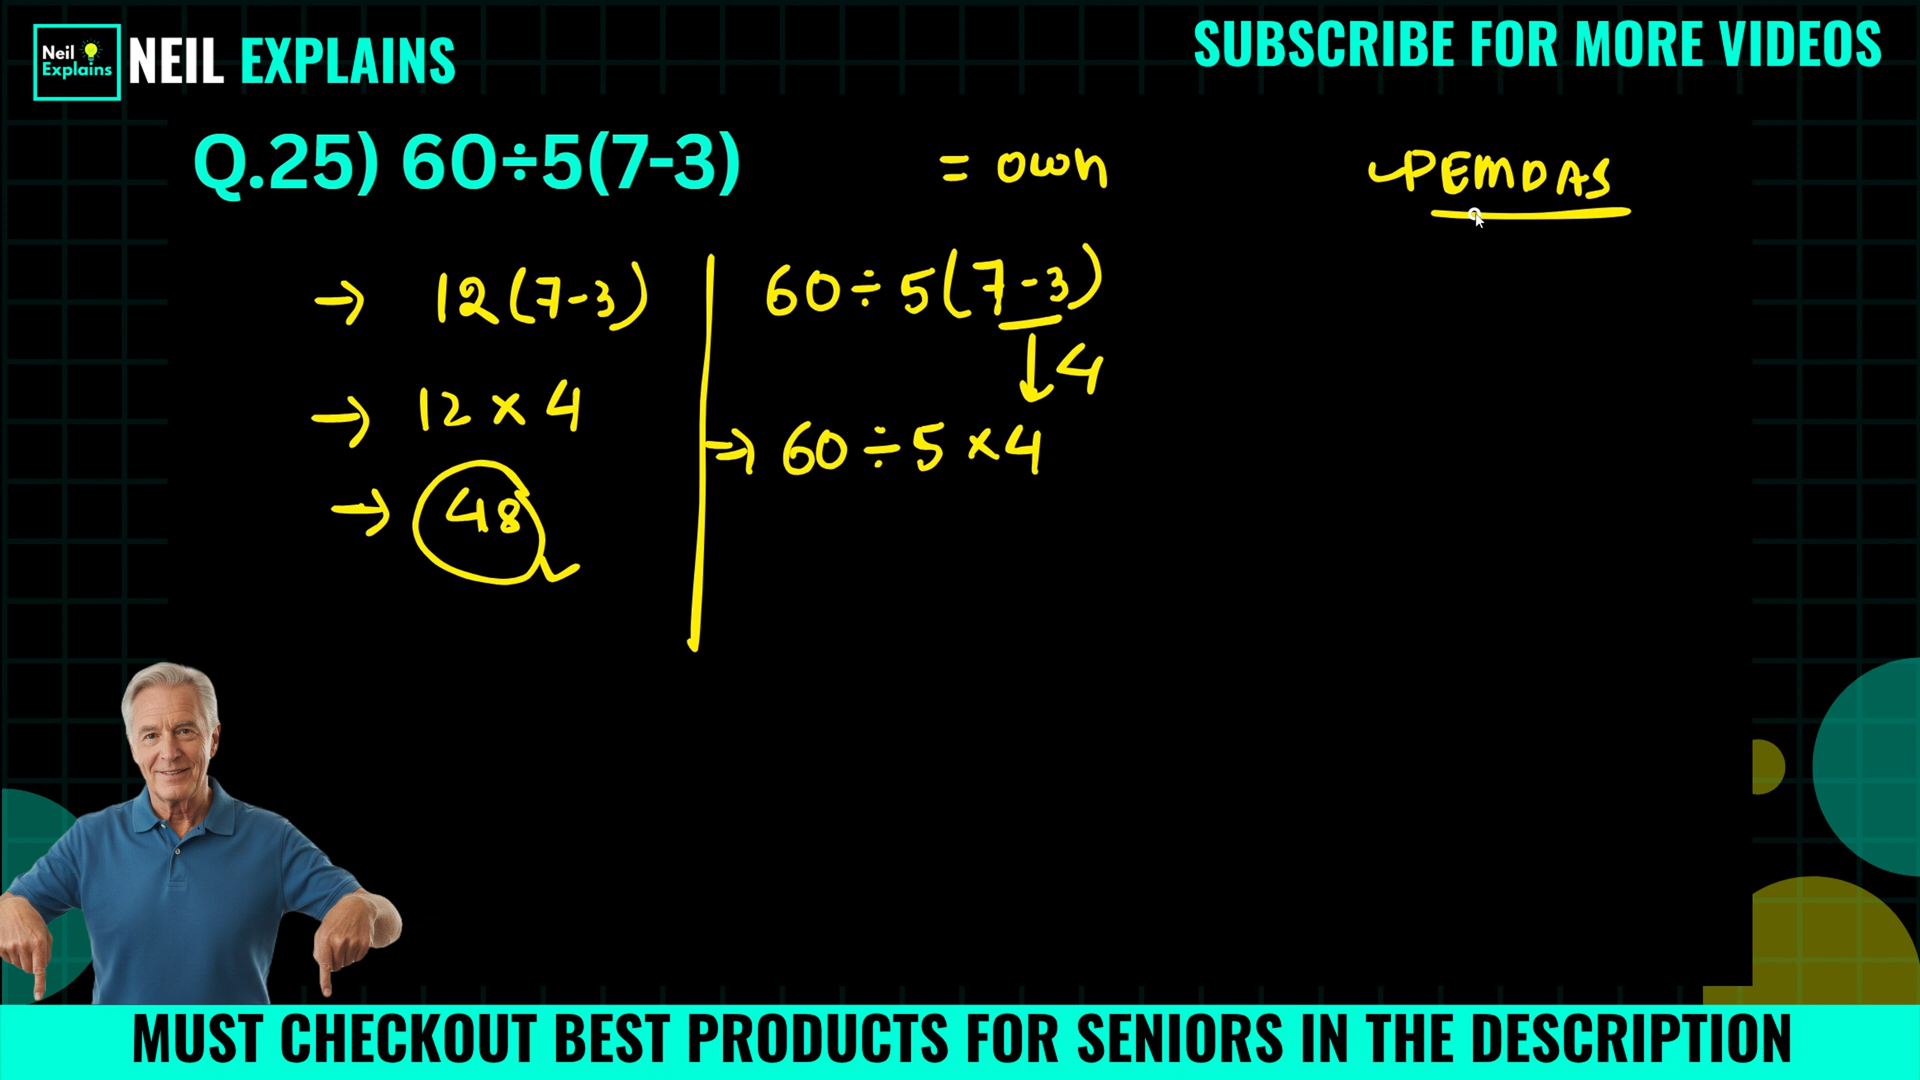 Neil
Explains
NEIL EXPLAINS
SUBSCRIBE FOR MORE VIDEOS
Q.25) 60÷5(7-3)
= own
PEMDAS
→ 12(7-3)
→ 12 × 4
→ 48
60 ÷ 5(7-3)
↓4
→ 60 ÷ 5 × 4
MUST CHECKOUT BEST PRODUCTS FOR SENIORS IN THE DESCRIPTION